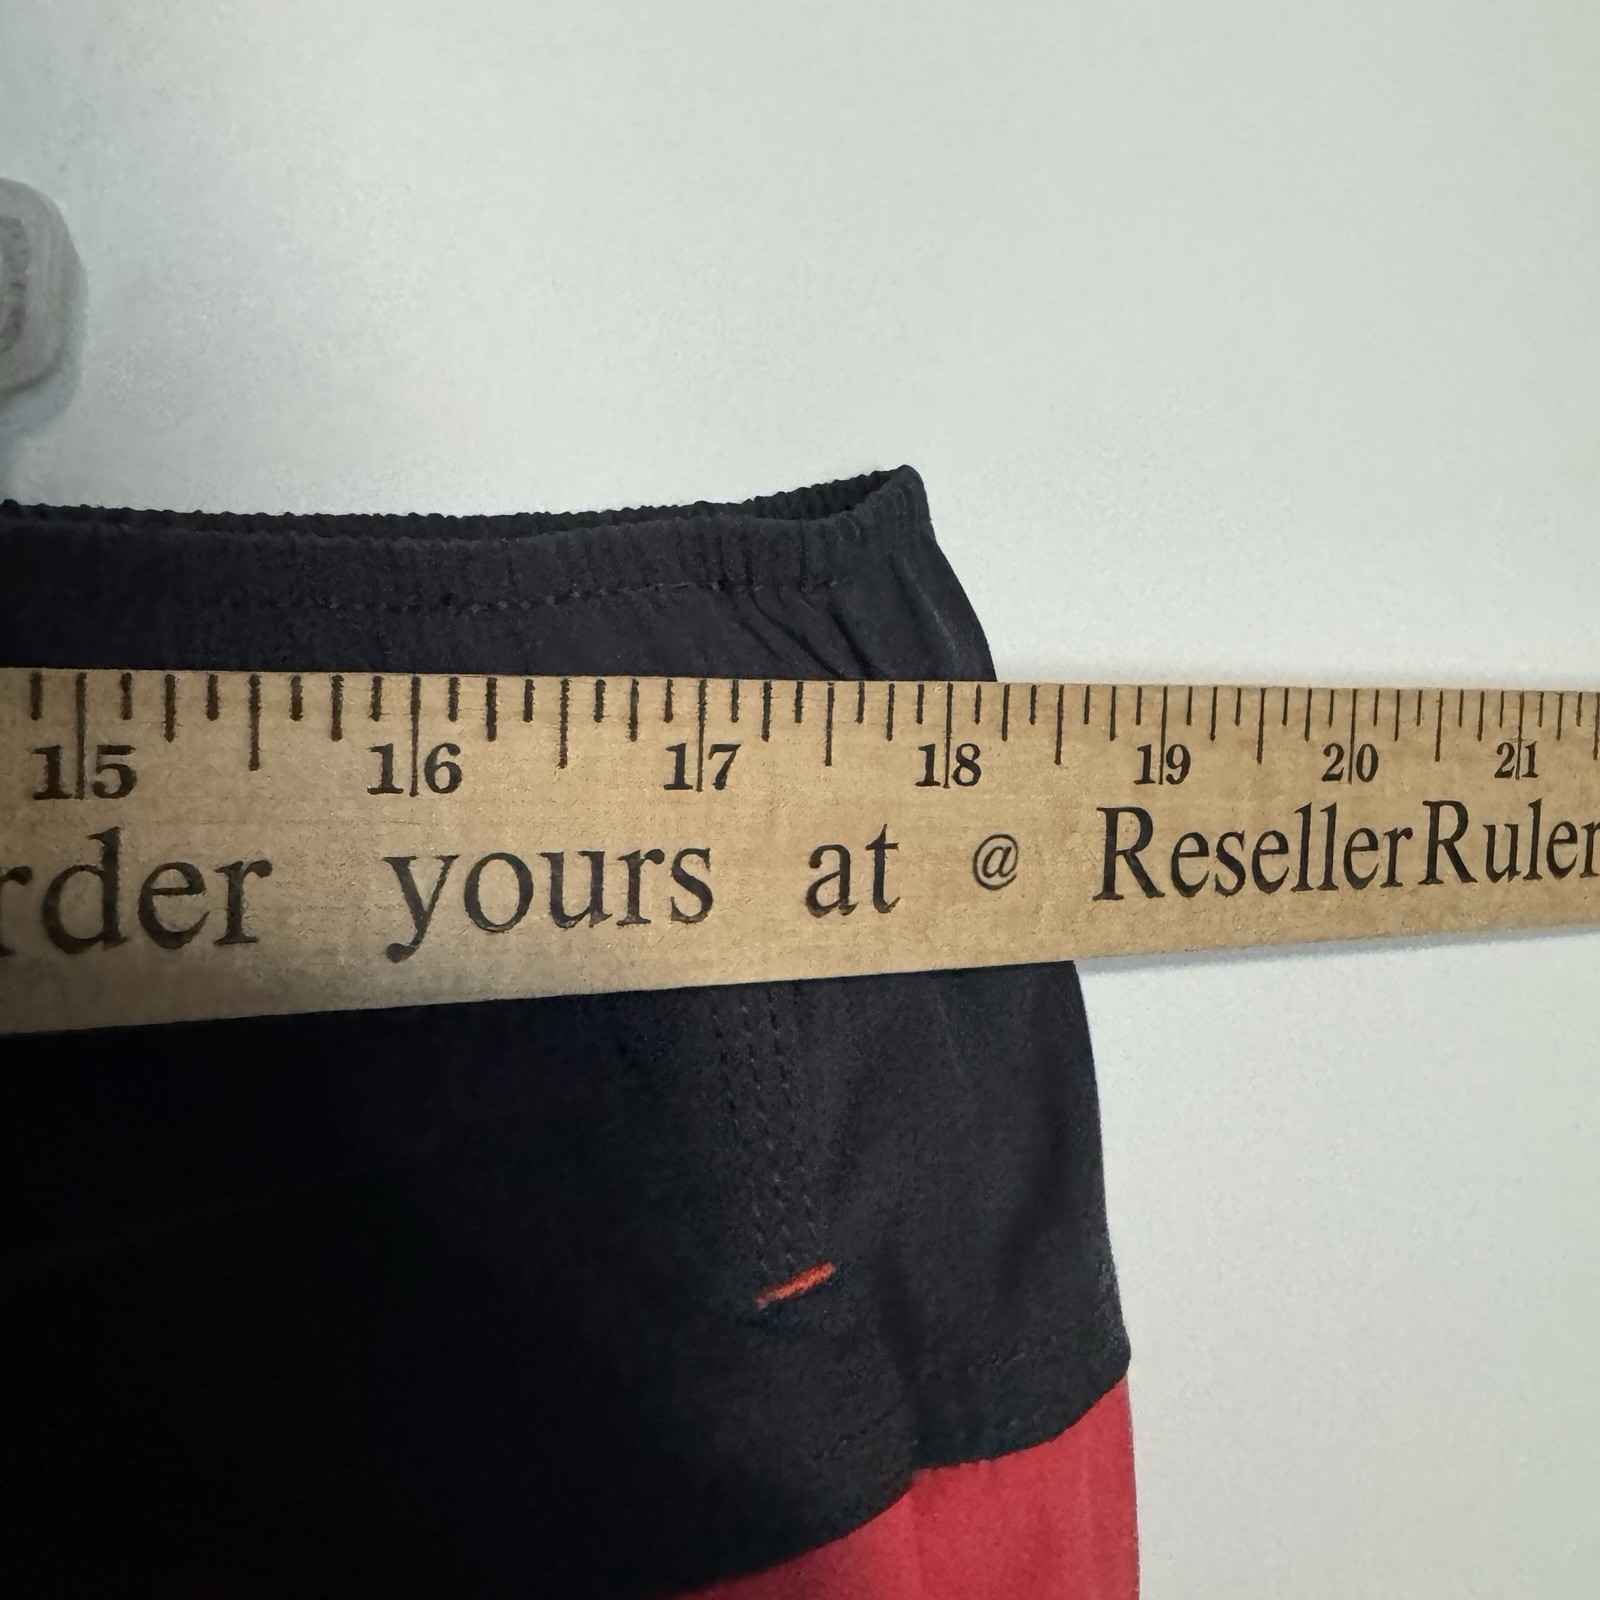 15 16 17 18 19 20 21
rder yours at @ ResellerRuler